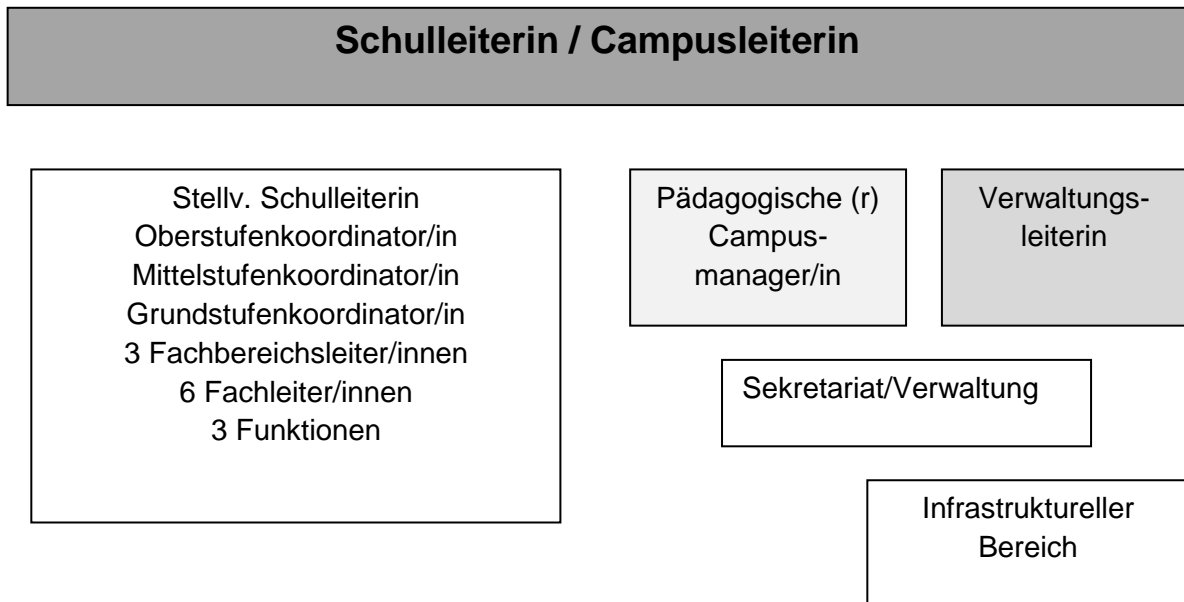 Schulleiterin / Campusleiterin
Stellv. Schulleiterin
Oberstufenkoordinator/in
Mittelstufenkoordinator/in
Grundstufenkoordinator/in
3 Fachbereichsleiter/innen
6 Fachleiter/innen
3 Funktionen
Pädagogische (r)
Campus-
manager/in
Verwaltungs-
leiterin
Sekretariat/Verwaltung
Infrastruktureller
Bereich